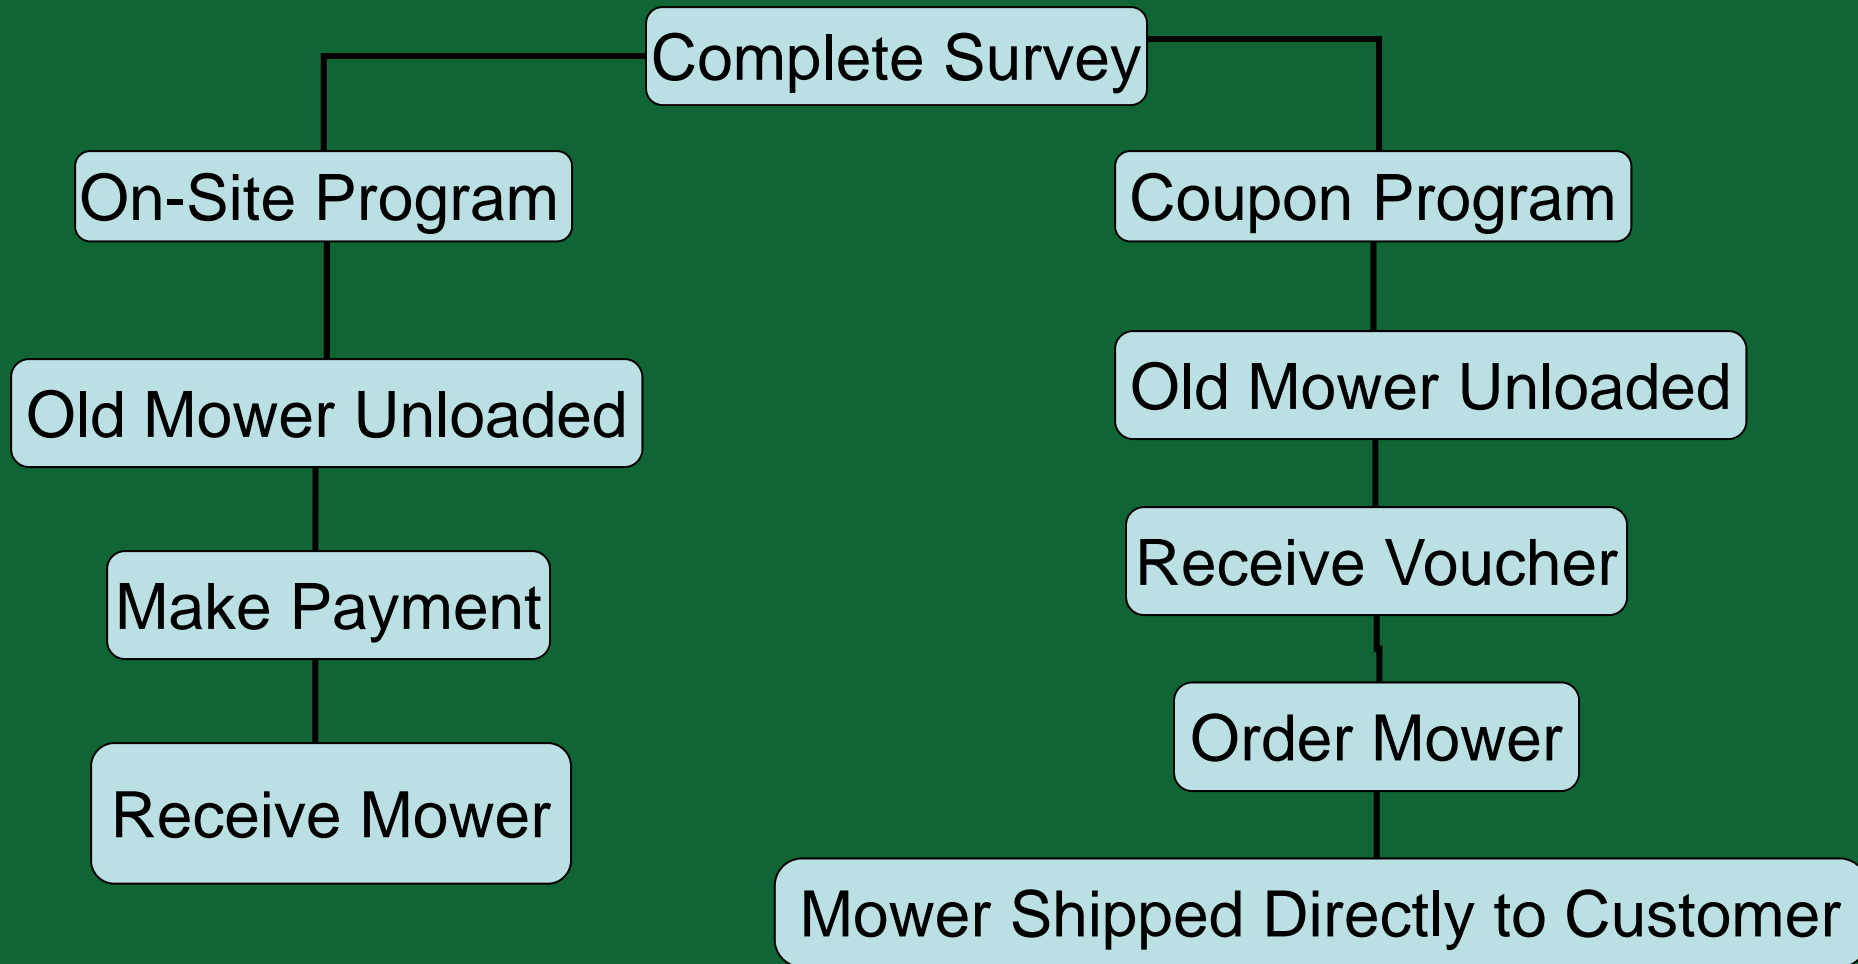 Complete Survey
On-Site Program
Old Mower Unloaded
Make Payment
Receive Mower
Coupon Program
Old Mower Unloaded
Receive Voucher
Order Mower
Mower Shipped Directly to Customer